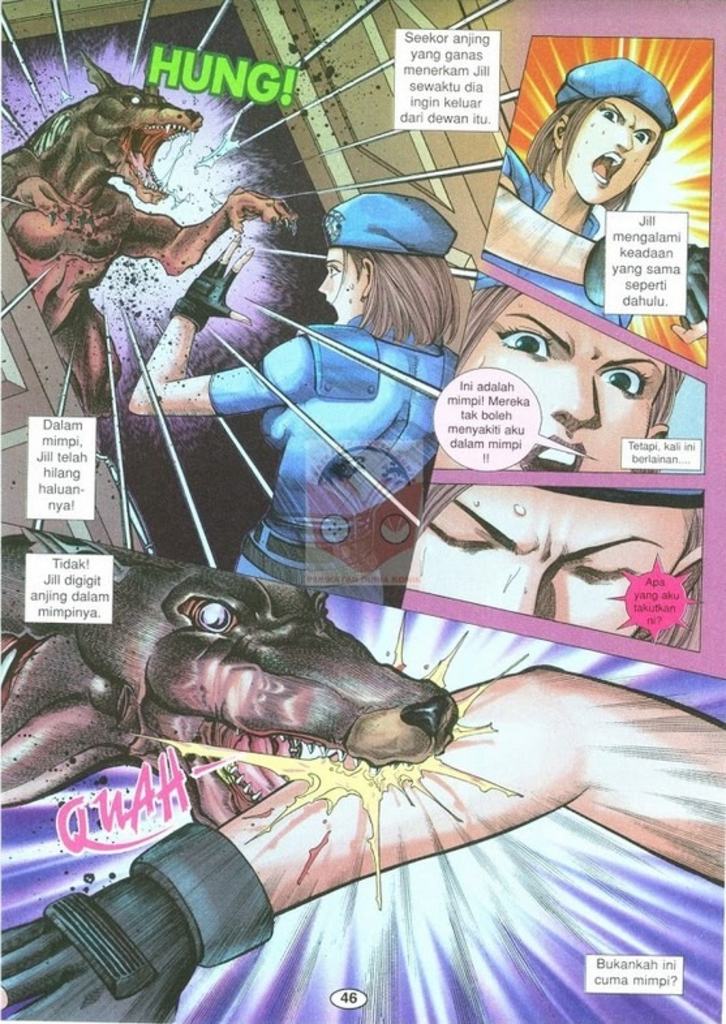 HUNG!
Seekor anjing
yang ganas
menerkam Jill
sewaktu dia
ingin keluar
dari dewan itu.
Jill
mengalami
keadaan
yang sama
seperti
dahulu.
Ini adalah
mimpi! Mereka
tak boleh
menyakiti aku
dalam mimpi
!!
Tetapi, kali ini
berlainan....
Dalam
mimpi,
Jill telah
hilang
haluan-
nya!
Apa
yang aku
takutkan
ni?
Tidak!
Jill digigit
anjing dalam
mimpinya.
QUAH
Bukankah ini
cuma mimpi?
46